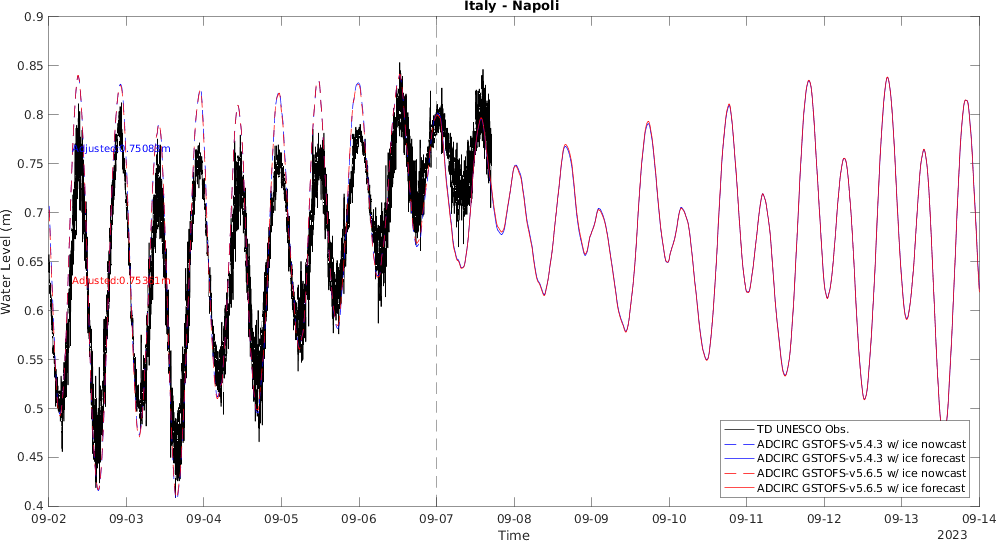 Italy - Napoli
0.9
0.85
0.8
0.75
0.7
0.65
0.6
0.55
0.5
0.45
0.4
Water Level (m)
Adjusted:0.75089m
Adjusted:0.75331m
TD UNESCO Obs.
ADCIRC GSTOFS-v5.4.3 w/ ice nowcast
ADCIRC GSTOFS-v5.4.3 w/ ice forecast
ADCIRC GSTOFS-v5.6.5 w/ ice nowcast
ADCIRC GSTOFS-v5.6.5 w/ ice forecast
09-02 09-03 09-04 09-05 09-06 09-07 09-08 09-09 09-10 09-11 09-12 09-13 09-14
Time
2023